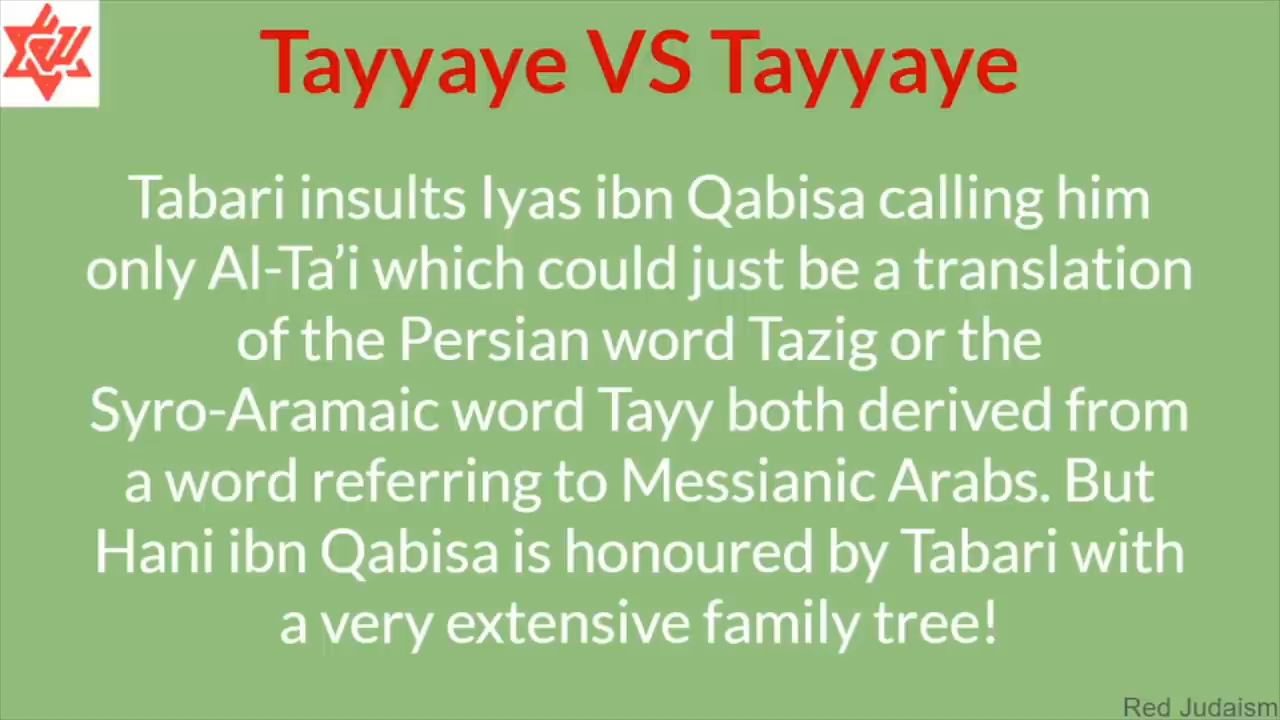 Tayyaye VS Tayyaye
Tabari insults Iyas ibn Qabisa calling him
only Al-Ta’i which could just be a translation
of the Persian word Tazig or the
Syro-Aramaic word Tayy both derived from
a word referring to Messianic Arabs. But
Hani ibn Qabisa is honoured by Tabari with
a very extensive family tree!
Red Judaism